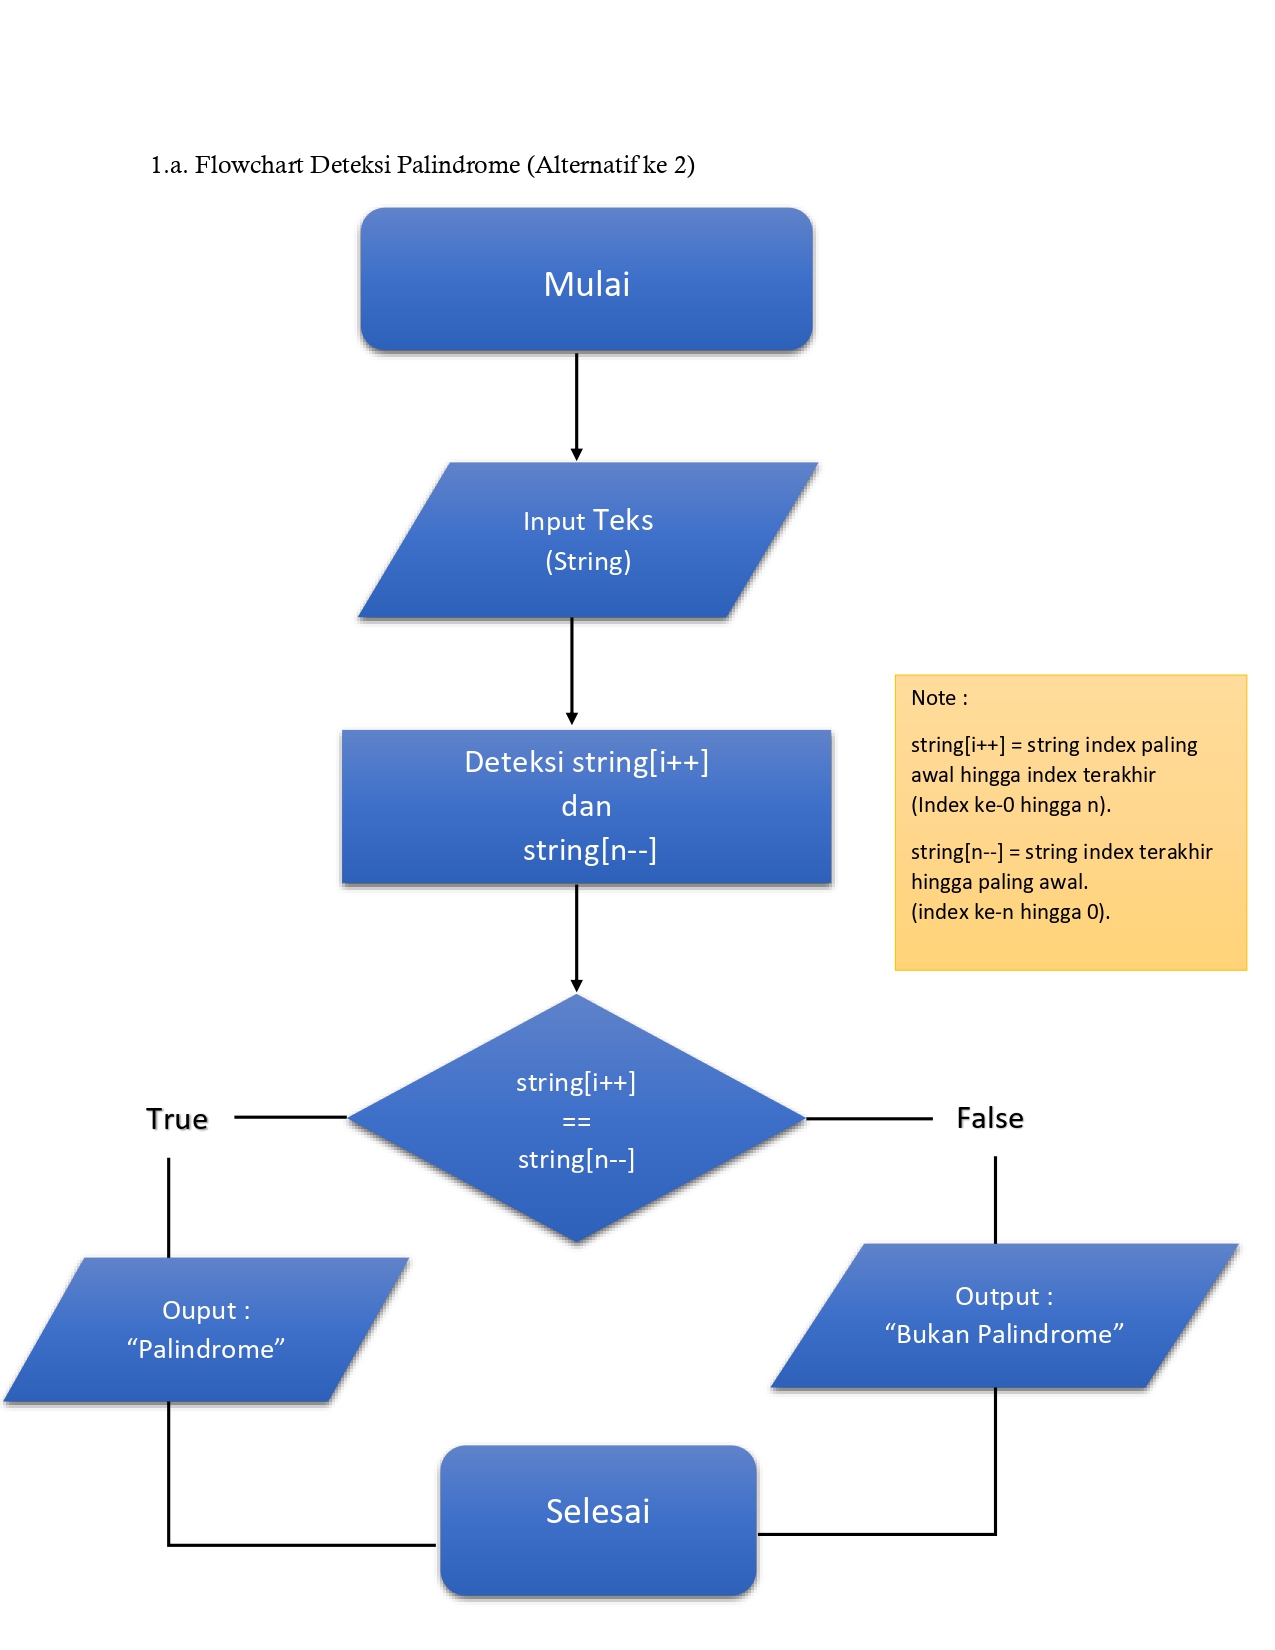 1.a. Flowchart Deteksi Palindrome (Alternatif ke 2)
Mulai
Input Teks
(String)
Deteksi string[i++]
dan
string[n--]
Note :
string[i++] = string index paling
awal hingga index terakhir
(Index ke-0 hingga n).
string[n--] = string index terakhir
hingga paling awal.
(index ke-n hingga 0).
string[i++]
==
string[n--]
True
False
Ouput :
“Palindrome”
Output :
“Bukan Palindrome”
Selesai